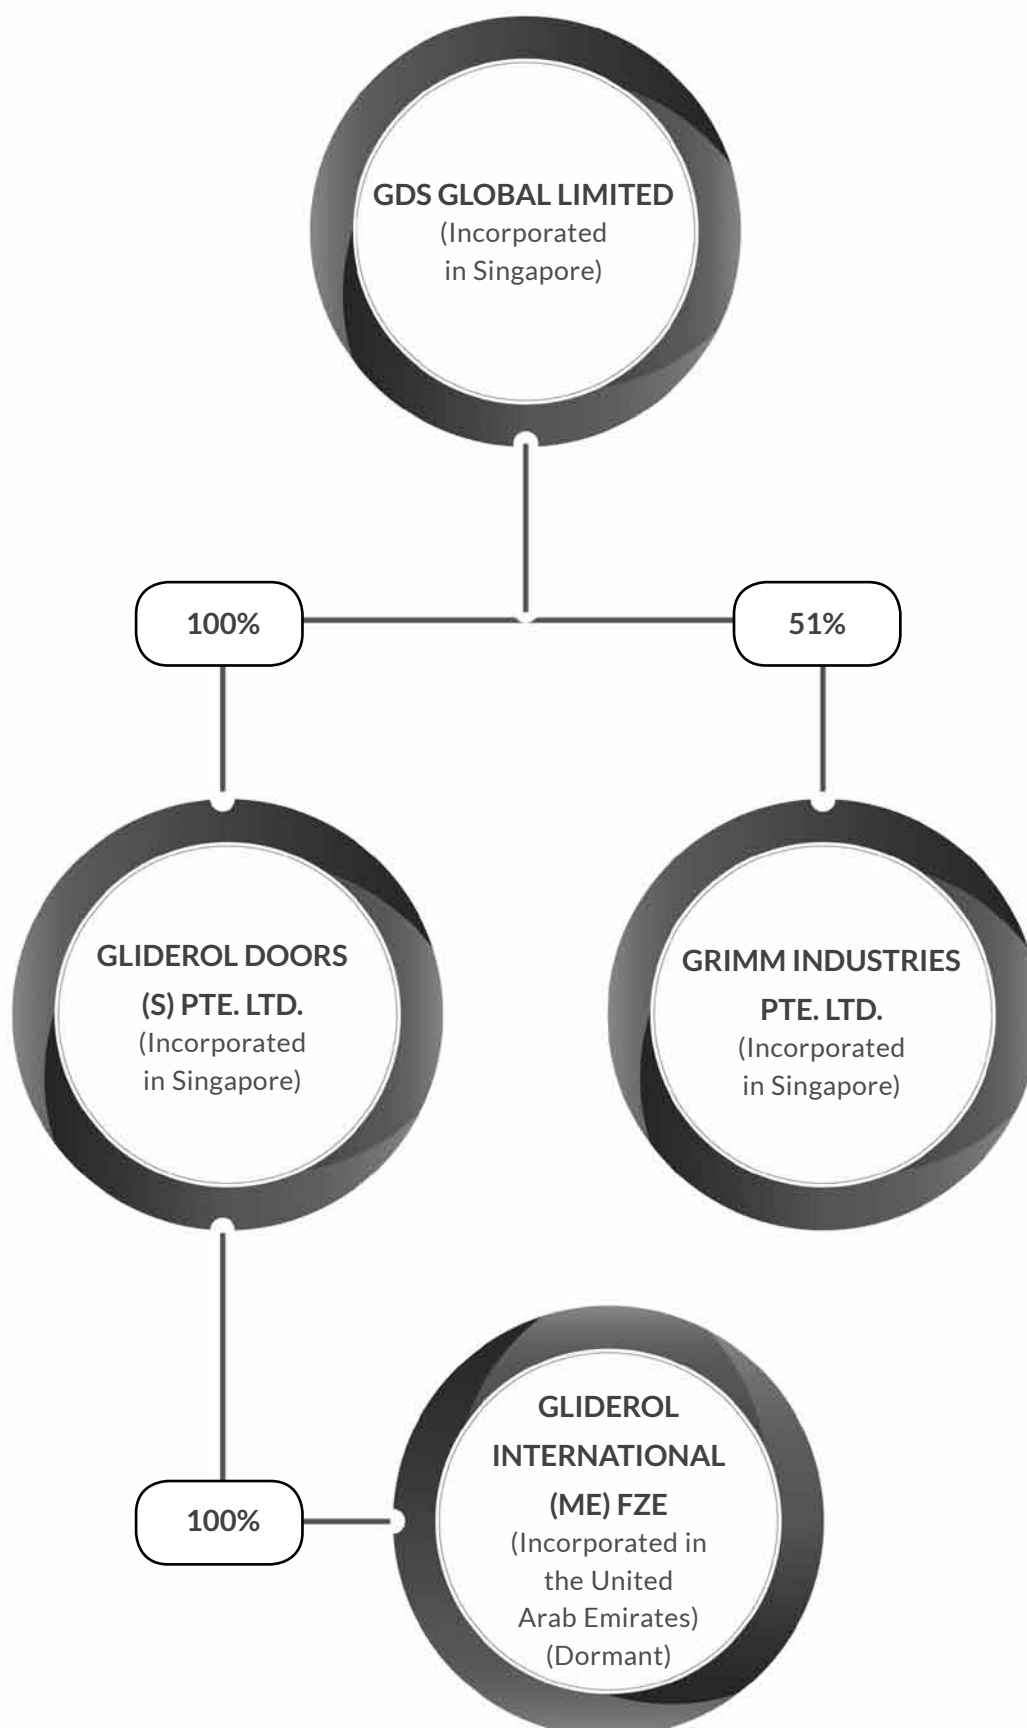 GDS GLOBAL LIMITED
(Incorporated
in Singapore)
100%
51%
GLIDEROL DOORS
(S) PTE. LTD.
(Incorporated
in Singapore)
GRIMM INDUSTRIES
PTE. LTD.
(Incorporated
in Singapore)
100%
GLIDEROL
INTERNATIONAL
(ME) FZE
(Incorporated in
the United
Arab Emirates)
(Dormant)